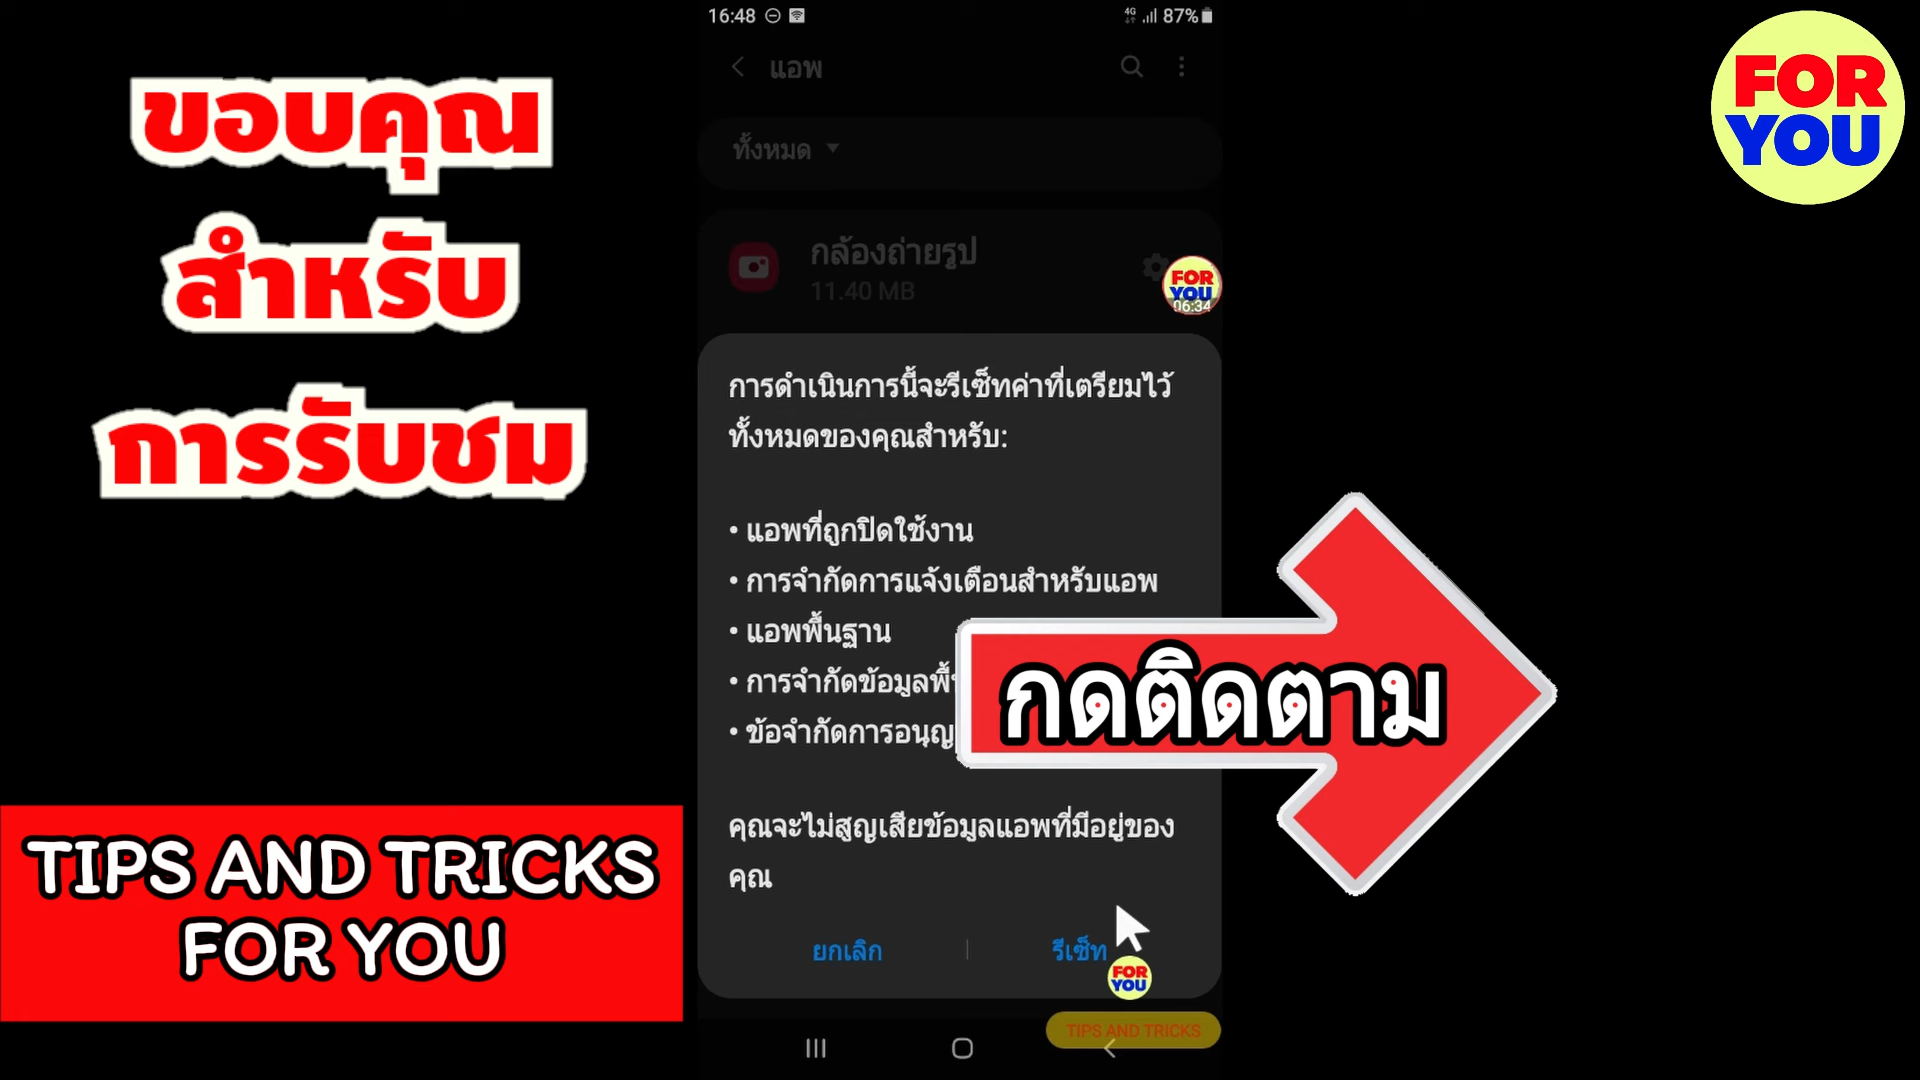 ขอบคุณ
สำหรับ
การรับชม
TIPS AND TRICKS
FOR YOU
16:48
4G
87%
แอพ
ทั้งหมด
กล้องถ่ายรูป
11.40 MB
FOR
YOU
06:34
การดำเนินการนี้จะรีเซ็ทค่าที่เตรียมไว้
ทั้งหมดของคุณสำหรับ:
• แอพที่ถูกปิดใช้งาน
• การจำกัดการแจ้งเตือนสำหรับแอพ
• แอพพื้นฐาน
• การจำกัดข้อมูล
• ข้อจำกัดการ
คุณจะไม่สูญเสียข้อมูลแอพที่มีอยู่ของ
คุณ
ยกเลิก
รีเซ็ท
FOR
YOU
TIPS AND TRICKS
กดติดตาม
FOR
YOU